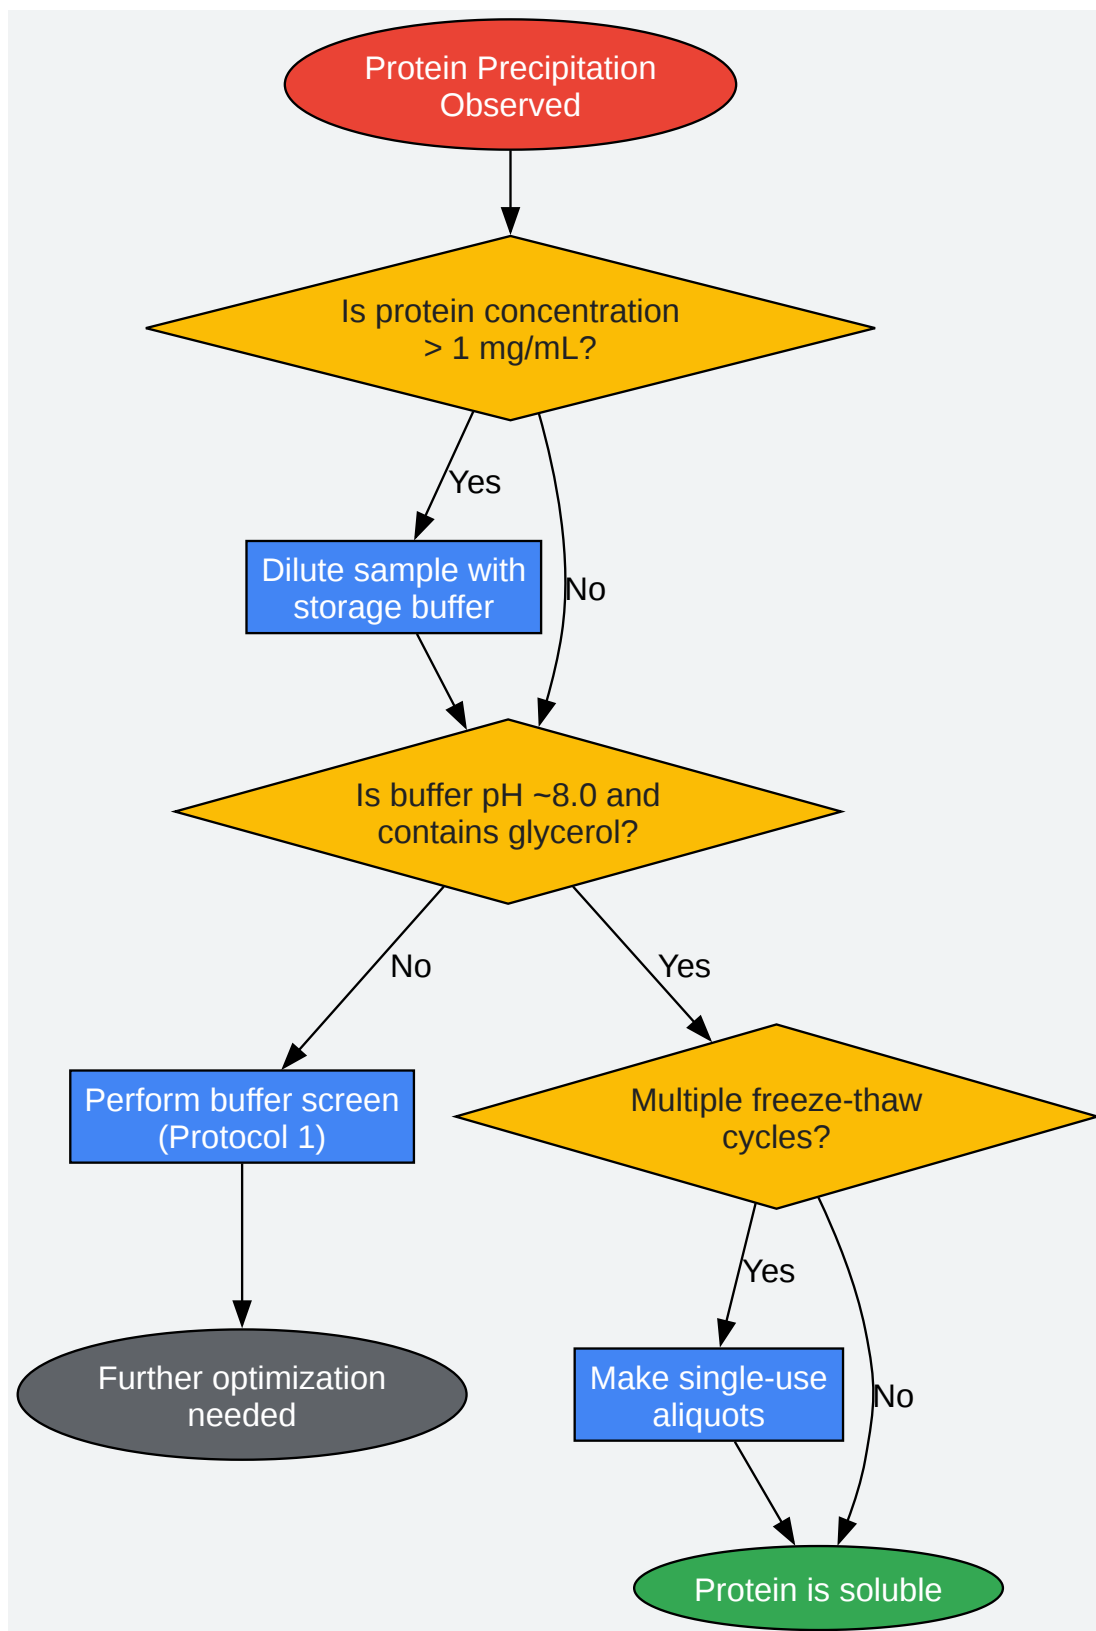 Protein Precipitation
Observed
Is protein concentration
> 1 mg/mL?
Yes
Dilute sample with
storage buffer
No
Is buffer pH ~8.0 and
contains glycerol?
No
Yes
Perform buffer screen
(Protocol 1)
Multiple freeze-thaw
cycles?
Yes
Further optimization
needed
Make single-use
aliquots
No
Protein is soluble